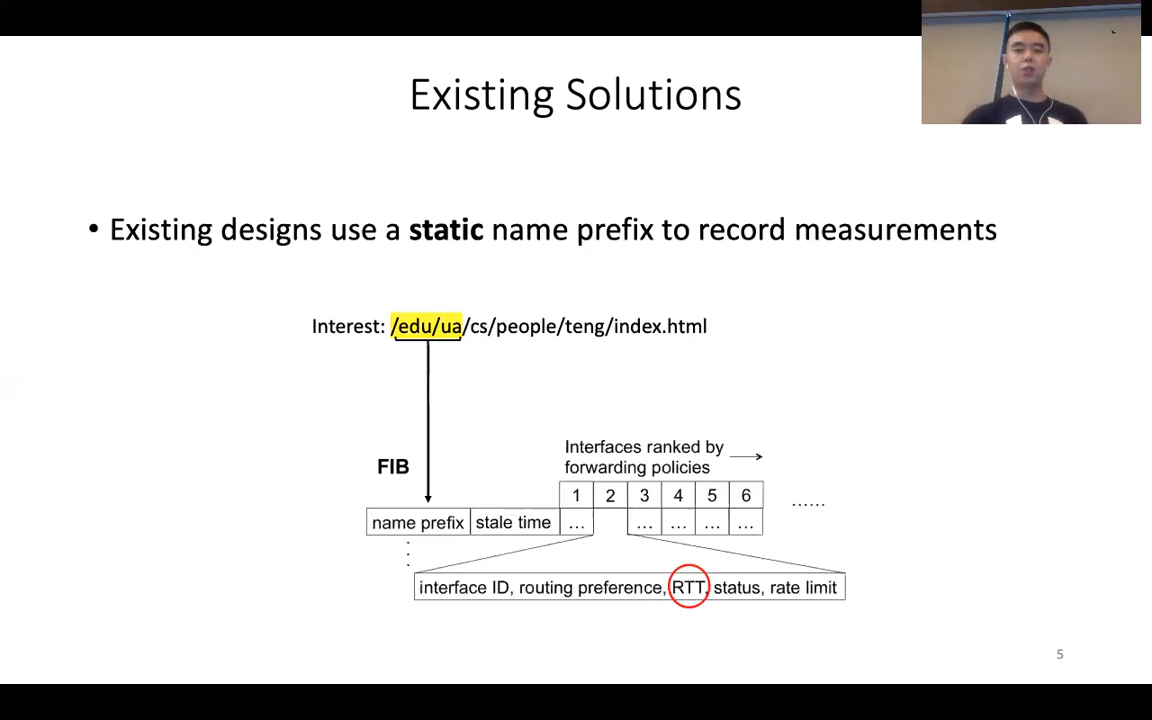 Existing Solutions
• Existing designs use a static name prefix to record measurements
Interest: /edu/ua/cs/people/teng/index.html
Interfaces ranked by
forwarding policies
FIB
1 2 3 4 5 6
......
name prefix stale time ... ... ... ... ...
interface ID, routing preference, RTT, status, rate limit
5